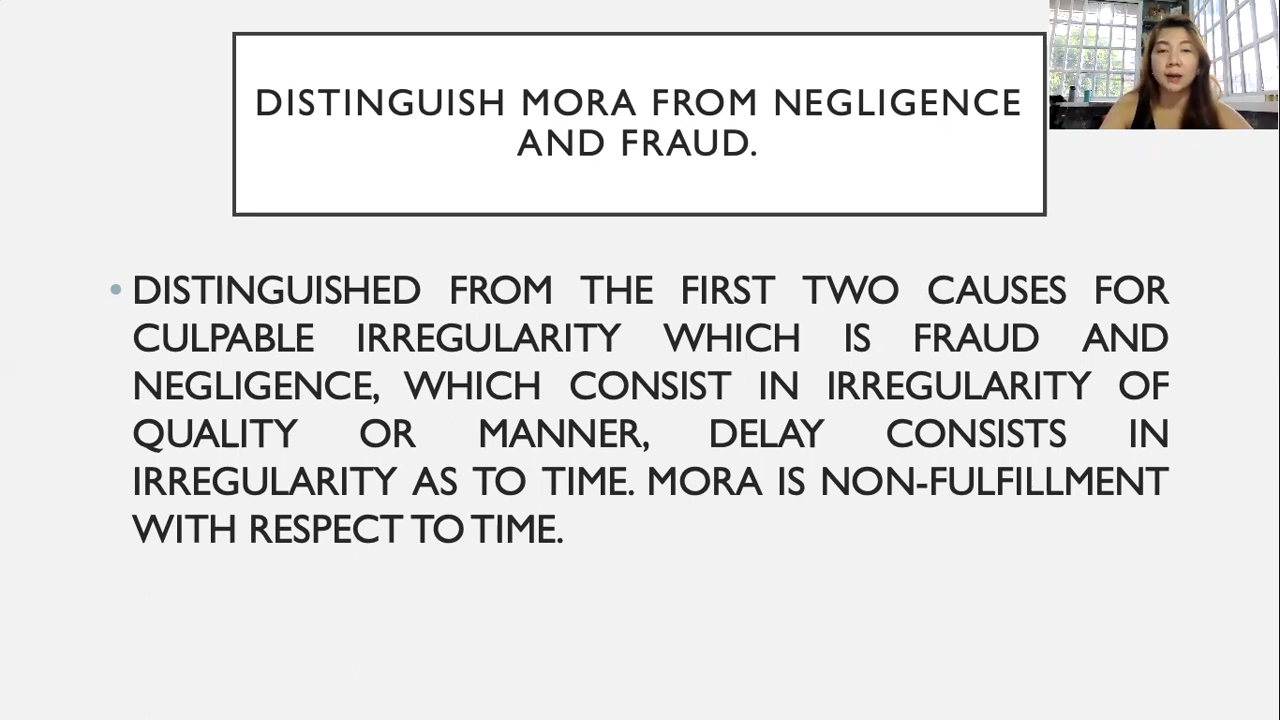 DISTINGUISH MORA FROM NEGLIGENCE
AND FRAUD.
• DISTINGUISHED FROM THE FIRST TWO CAUSES FOR
CULPABLE IRREGULARITY WHICH IS FRAUD AND
NEGLIGENCE, WHICH CONSIST IN IRREGULARITY OF
QUALITY OR MANNER, DELAY CONSISTS IN
IRREGULARITY AS TO TIME. MORA IS NON-FULFILLMENT
WITH RESPECT TO TIME.